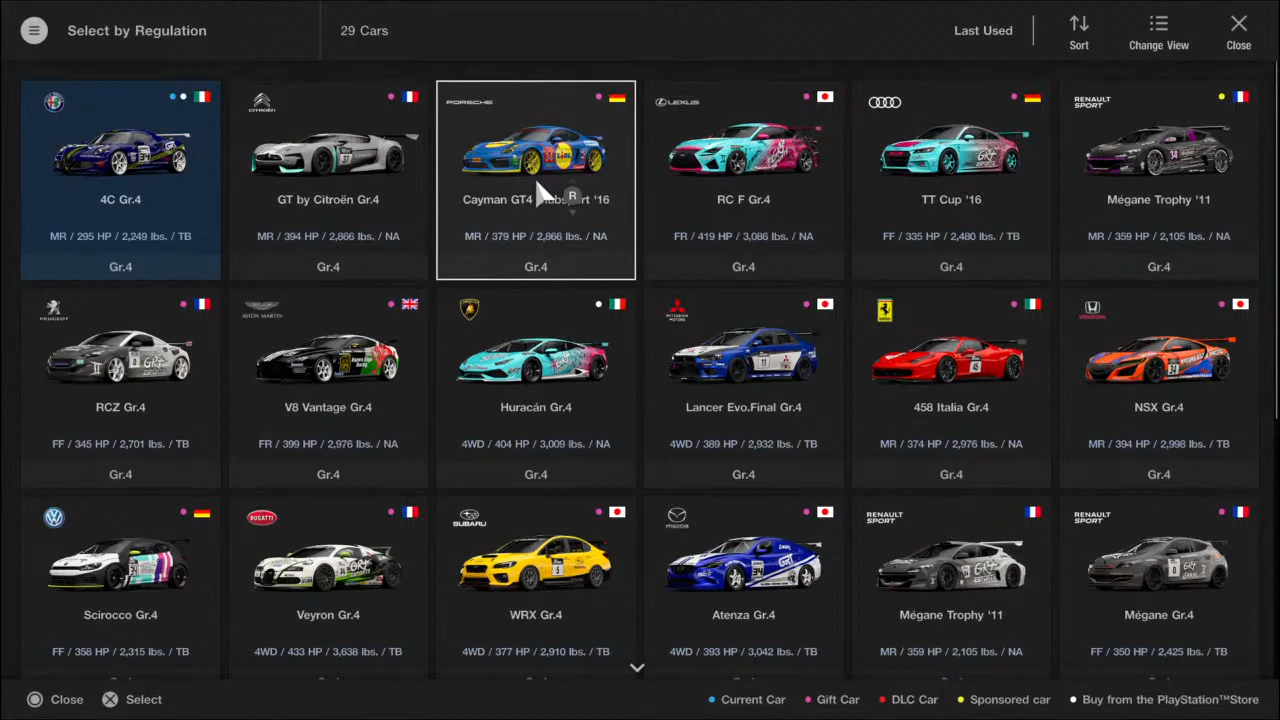 Select by Regulation
29 Cars
Last Used
Sort
Change View
Close
4C Gr.4
MR / 295 HP / 2,249 lbs. / TB
Gr.4
CITROËN
GT by Citroën Gr.4
MR / 394 HP / 2,866 lbs. / NA
Gr.4
PORSCHE
LIDL
Cayman GT4 '16
R
MR / 379 HP / 2,866 lbs. / NA
Gr.4
LEXUS
RC F Gr.4
FR / 419 HP / 3,086 lbs. / NA
Gr.4
TT Cup '16
FF / 335 HP / 2,480 lbs. / TB
Gr.4
RENAULT
SPORT
Mégane Trophy '11
MR / 359 HP / 2,105 lbs. / NA
Gr.4
PEUGEOT
RCZ Gr.4
FF / 345 HP / 2,701 lbs. / TB
Gr.4
ASTON MARTIN
V8 Vantage Gr.4
FR / 399 HP / 2,976 lbs. / NA
Gr.4
Huracán Gr.4
4WD / 404 HP / 3,009 lbs. / NA
Gr.4
MITSUBISHI
MOTORS
Lancer Evo.Final Gr.4
4WD / 389 HP / 2,932 lbs. / TB
Gr.4
458 Italia Gr.4
MR / 374 HP / 2,976 lbs. / NA
Gr.4
HONDA
NSX Gr.4
MR / 394 HP / 2,998 lbs. / TB
Gr.4
Scirocco Gr.4
FF / 358 HP / 2,315 lbs. / TB
BUGATTI
Veyron Gr.4
4WD / 433 HP / 3,638 lbs. / TB
SUBARU
WRX Gr.4
4WD / 377 HP / 2,910 lbs. / TB
mazda
Atenza Gr.4
4WD / 393 HP / 3,042 lbs. / TB
RENAULT
SPORT
Mégane Trophy '11
MR / 359 HP / 2,105 lbs. / NA
RENAULT
SPORT
Mégane Gr.4
FF / 350 HP / 2,425 lbs. / TB
Close
Select
Current Car
Gift Car
DLC Car
Sponsored car
Buy from the PlayStation™Store